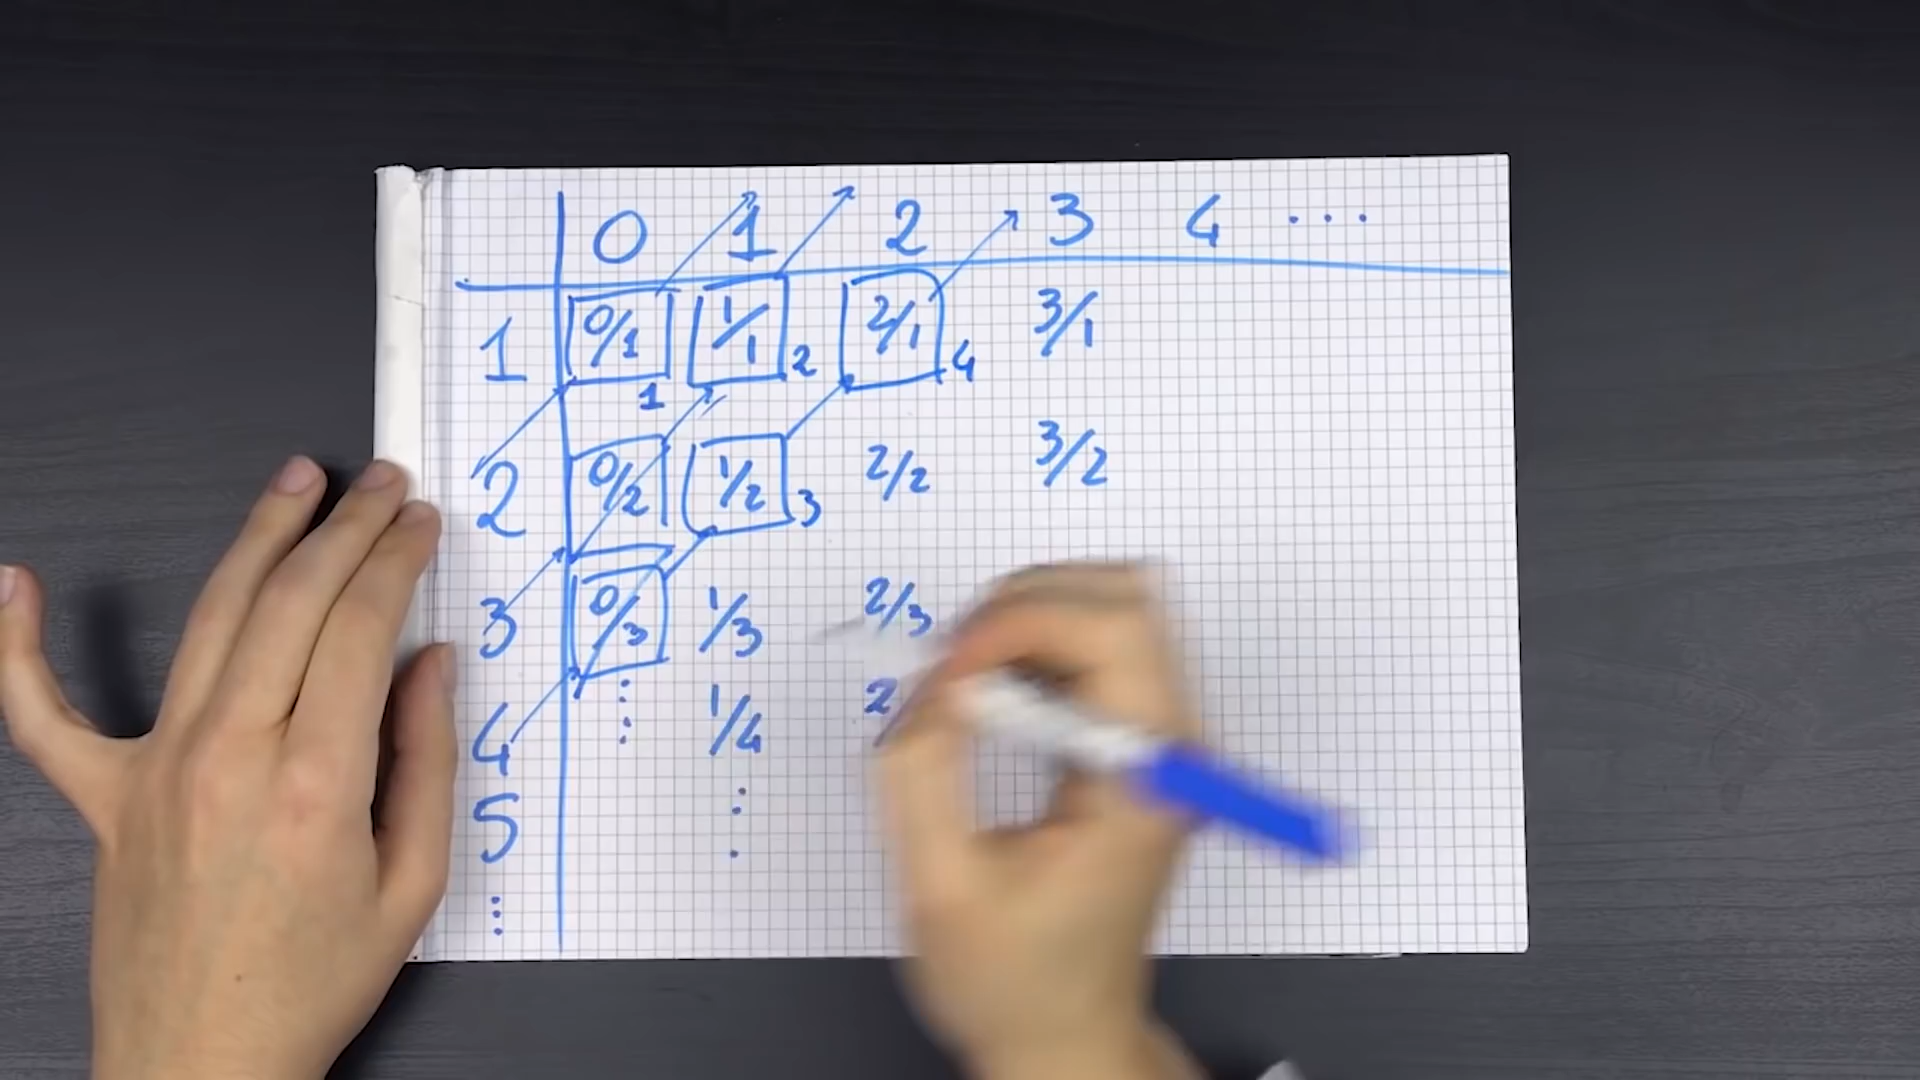 0 1 2 3 4 ...
1 0/1 1 1/1 2 2/1 4 3/1
2 0/2 1/2 3 2/2 3/2
3 0/3 1/3 2/3
4 ⋮ 1/4 2/
5 ⋮
⋮